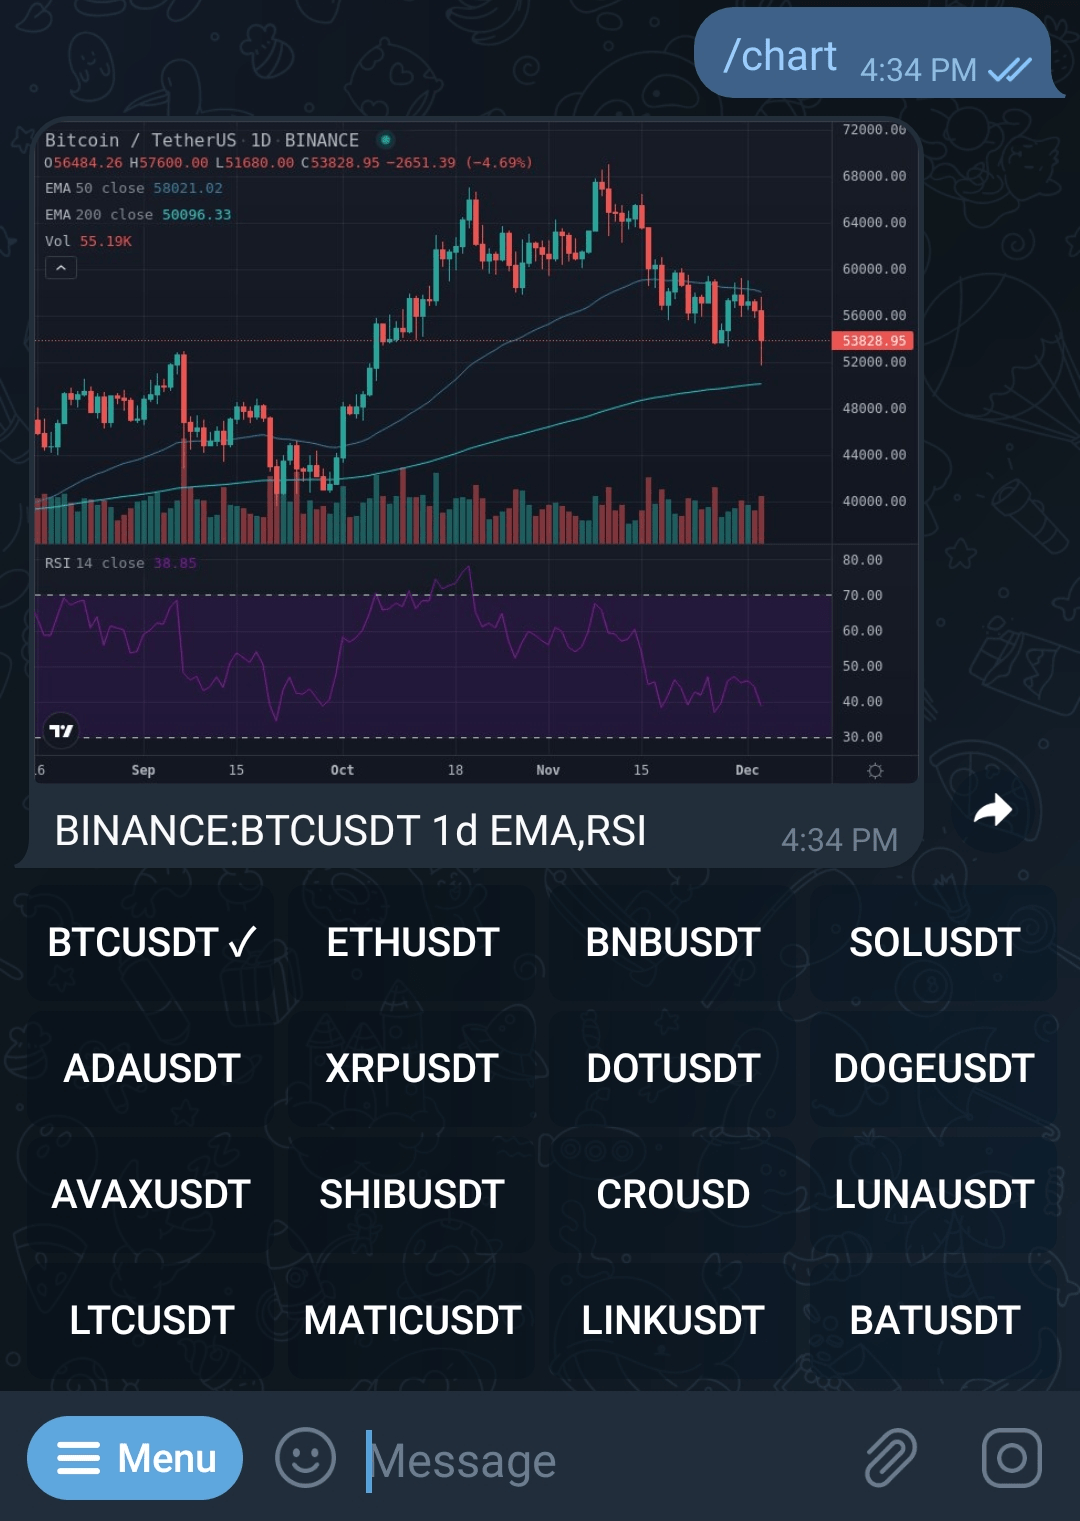 /chart 4:34 PM
Bitcoin / TetherUS · 1D · BINANCE
O56484.26 H57600.00 L51680.00 C53828.95 −2651.39 (−4.69%)
EMA 50 close 58021.02
EMA 200 close 50096.33
Vol 55.19K
72000.00
68000.00
64000.00
60000.00
56000.00
53828.95
52000.00
48000.00
44000.00
40000.00
RSI 14 close 38.85
80.00
70.00
60.00
50.00
40.00
30.00
6 Sep 15 Oct 18 Nov 15 Dec
BINANCE:BTCUSDT 1d EMA,RSI 4:34 PM
BTCUSDT ✓ ETHUSDT BNBUSDT SOLUSDT
ADAUSDT XRPUSDT DOTUSDT DOGEUSDT
AVAXUSDT SHIBUSDT CROUSD LUNAUSDT
LTCUSDT MATICUSDT LINKUSDT BATUSDT
Menu Message